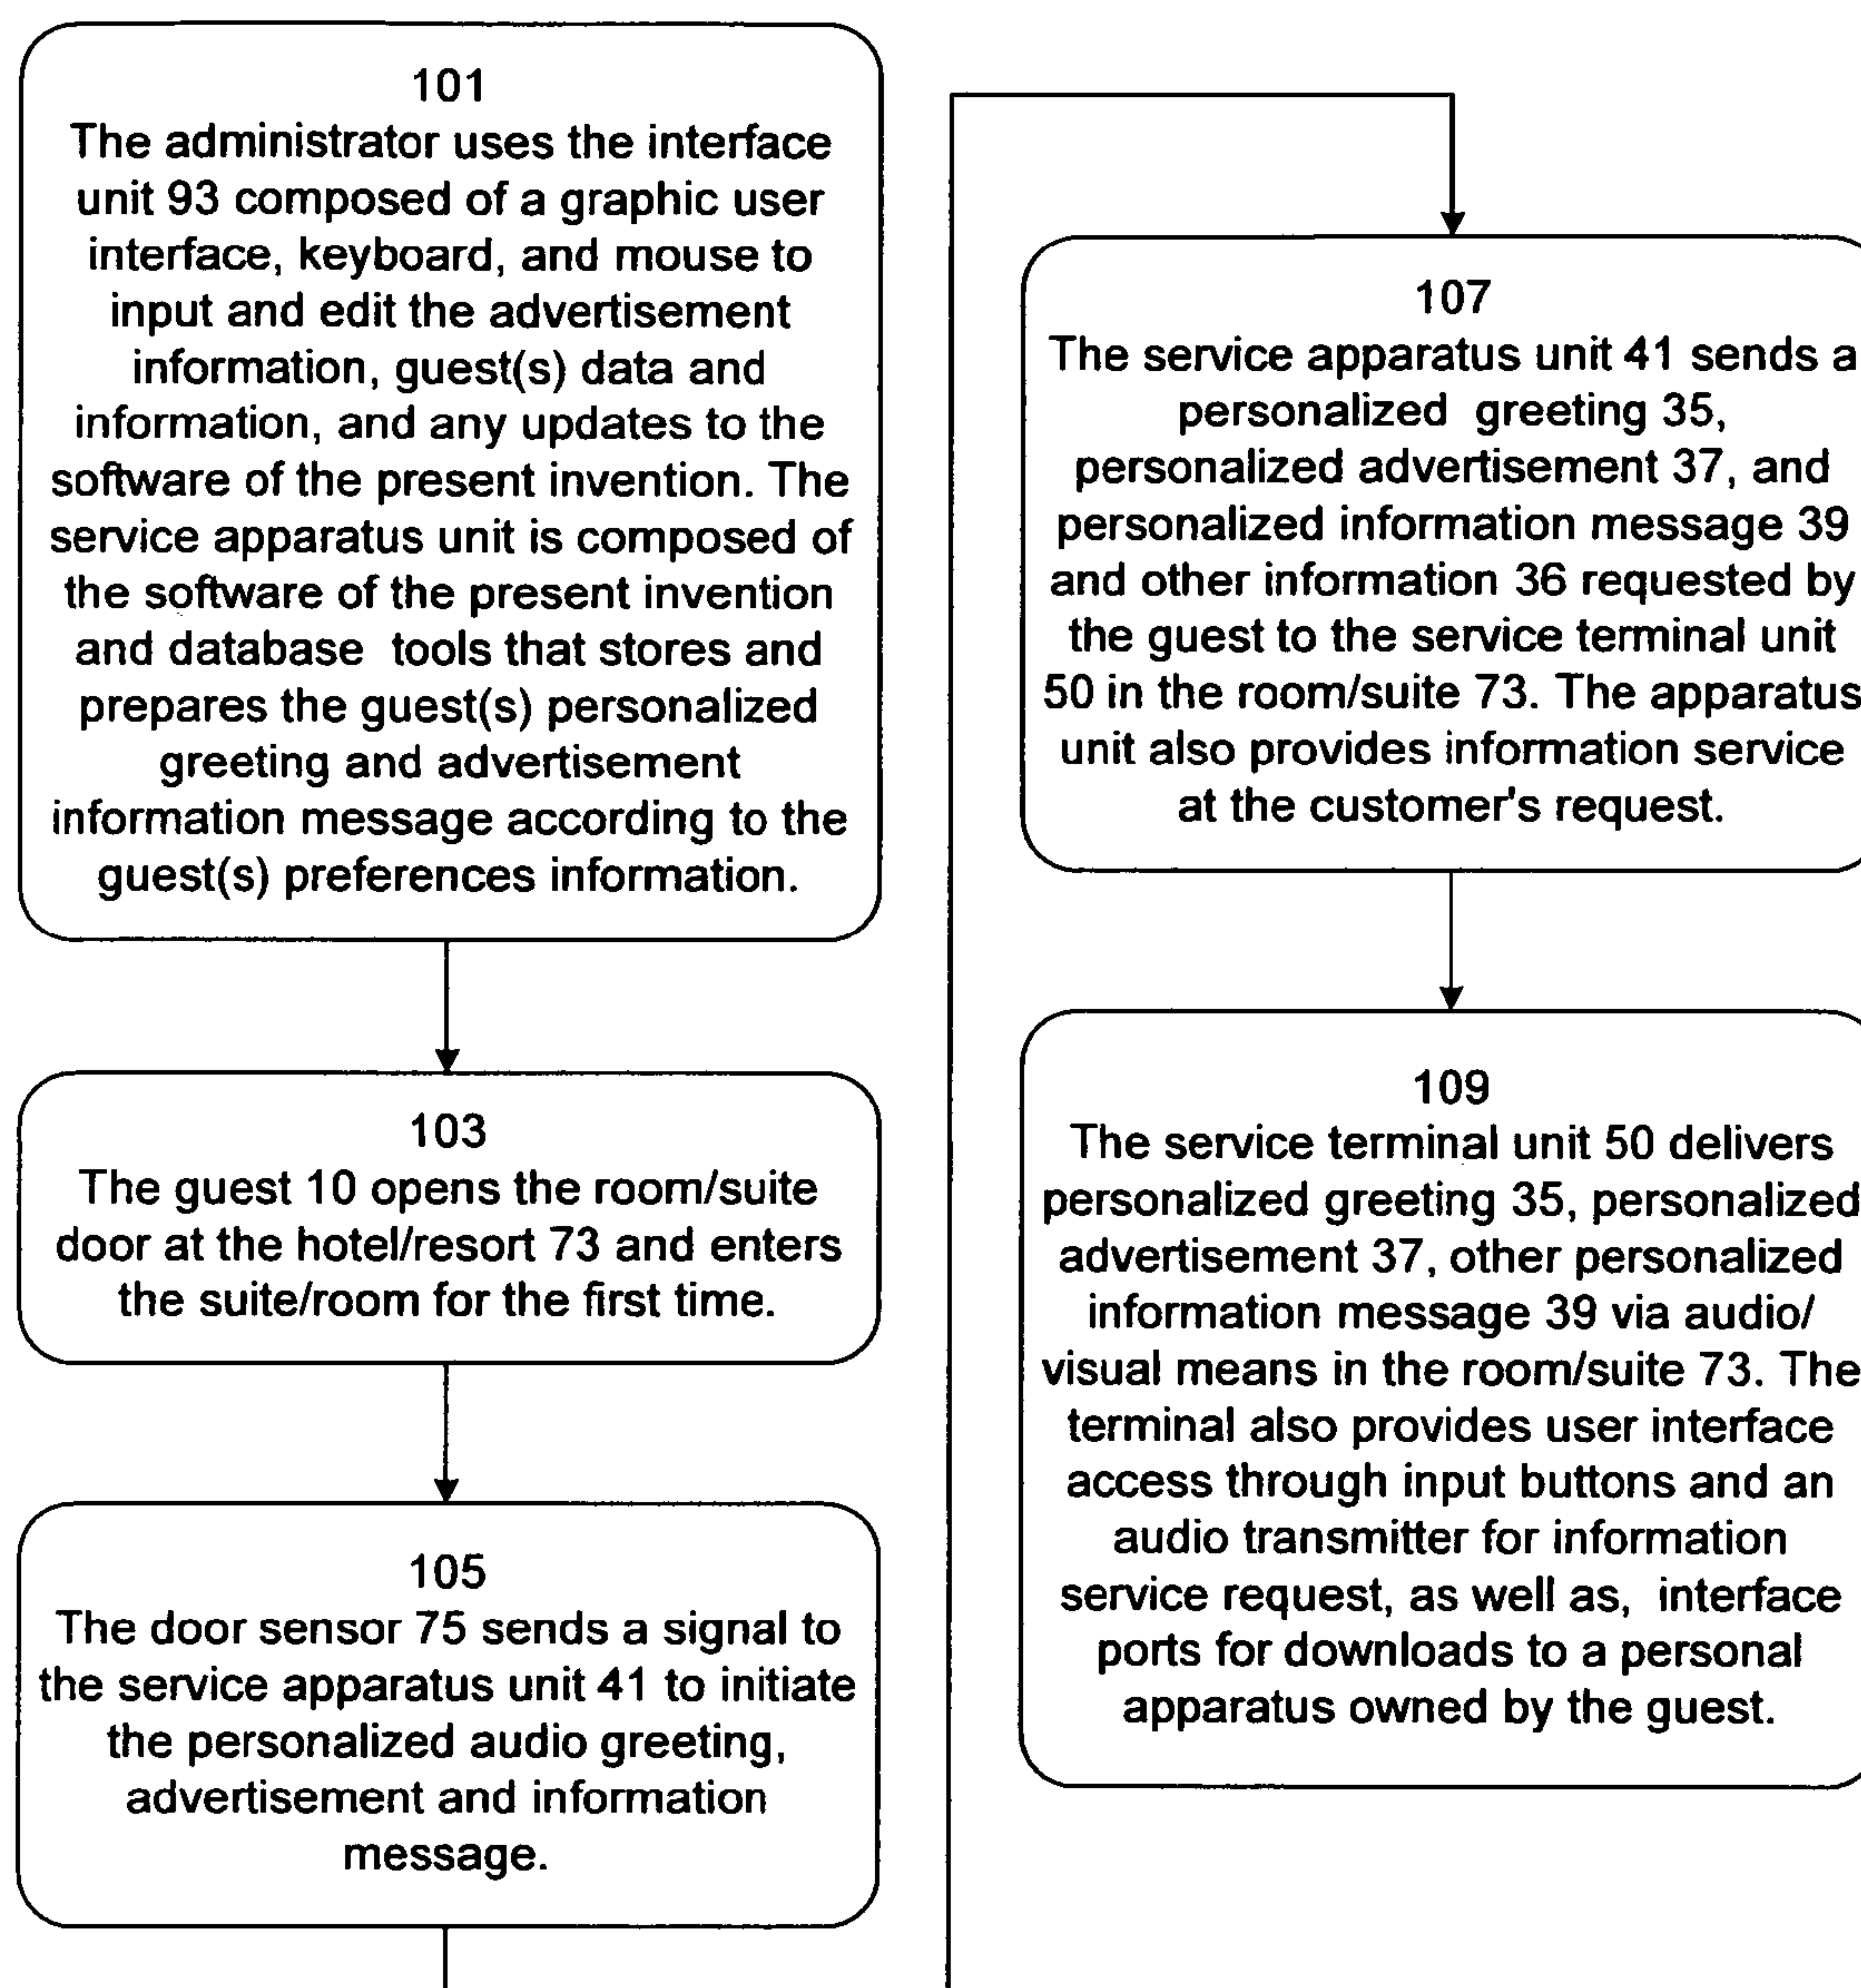 101
The administrator uses the interface
unit 93 composed of a graphic user
interface, keyboard, and mouse to
input and edit the advertisement
information, guest(s) data and
information, and any updates to the
software of the present invention. The
service apparatus unit is composed of
the software of the present invention
and database tools that stores and
prepares the guest(s) personalized
greeting and advertisement
information message according to the
guest(s) preferences information.
103
The guest 10 opens the room/suite
door at the hotel/resort 73 and enters
the suite/room for the first time.
105
The door sensor 75 sends a signal to
the service apparatus unit 41 to initiate
the personalized audio greeting,
advertisement and information
message.
107
The service apparatus unit 41 sends a
personalized greeting 35,
personalized advertisement 37, and
personalized information message 39
and other information 36 requested by
the guest to the service terminal unit
50 in the room/suite 73. The apparatus
unit also provides information service
at the customer's request.
109
The service terminal unit 50 delivers
personalized greeting 35, personalized
advertisement 37, other personalized
information message 39 via audio/
visual means in the room/suite 73. The
terminal also provides user interface
access through input buttons and an
audio transmitter for information
service request, as well as, interface
ports for downloads to a personal
apparatus owned by the guest.